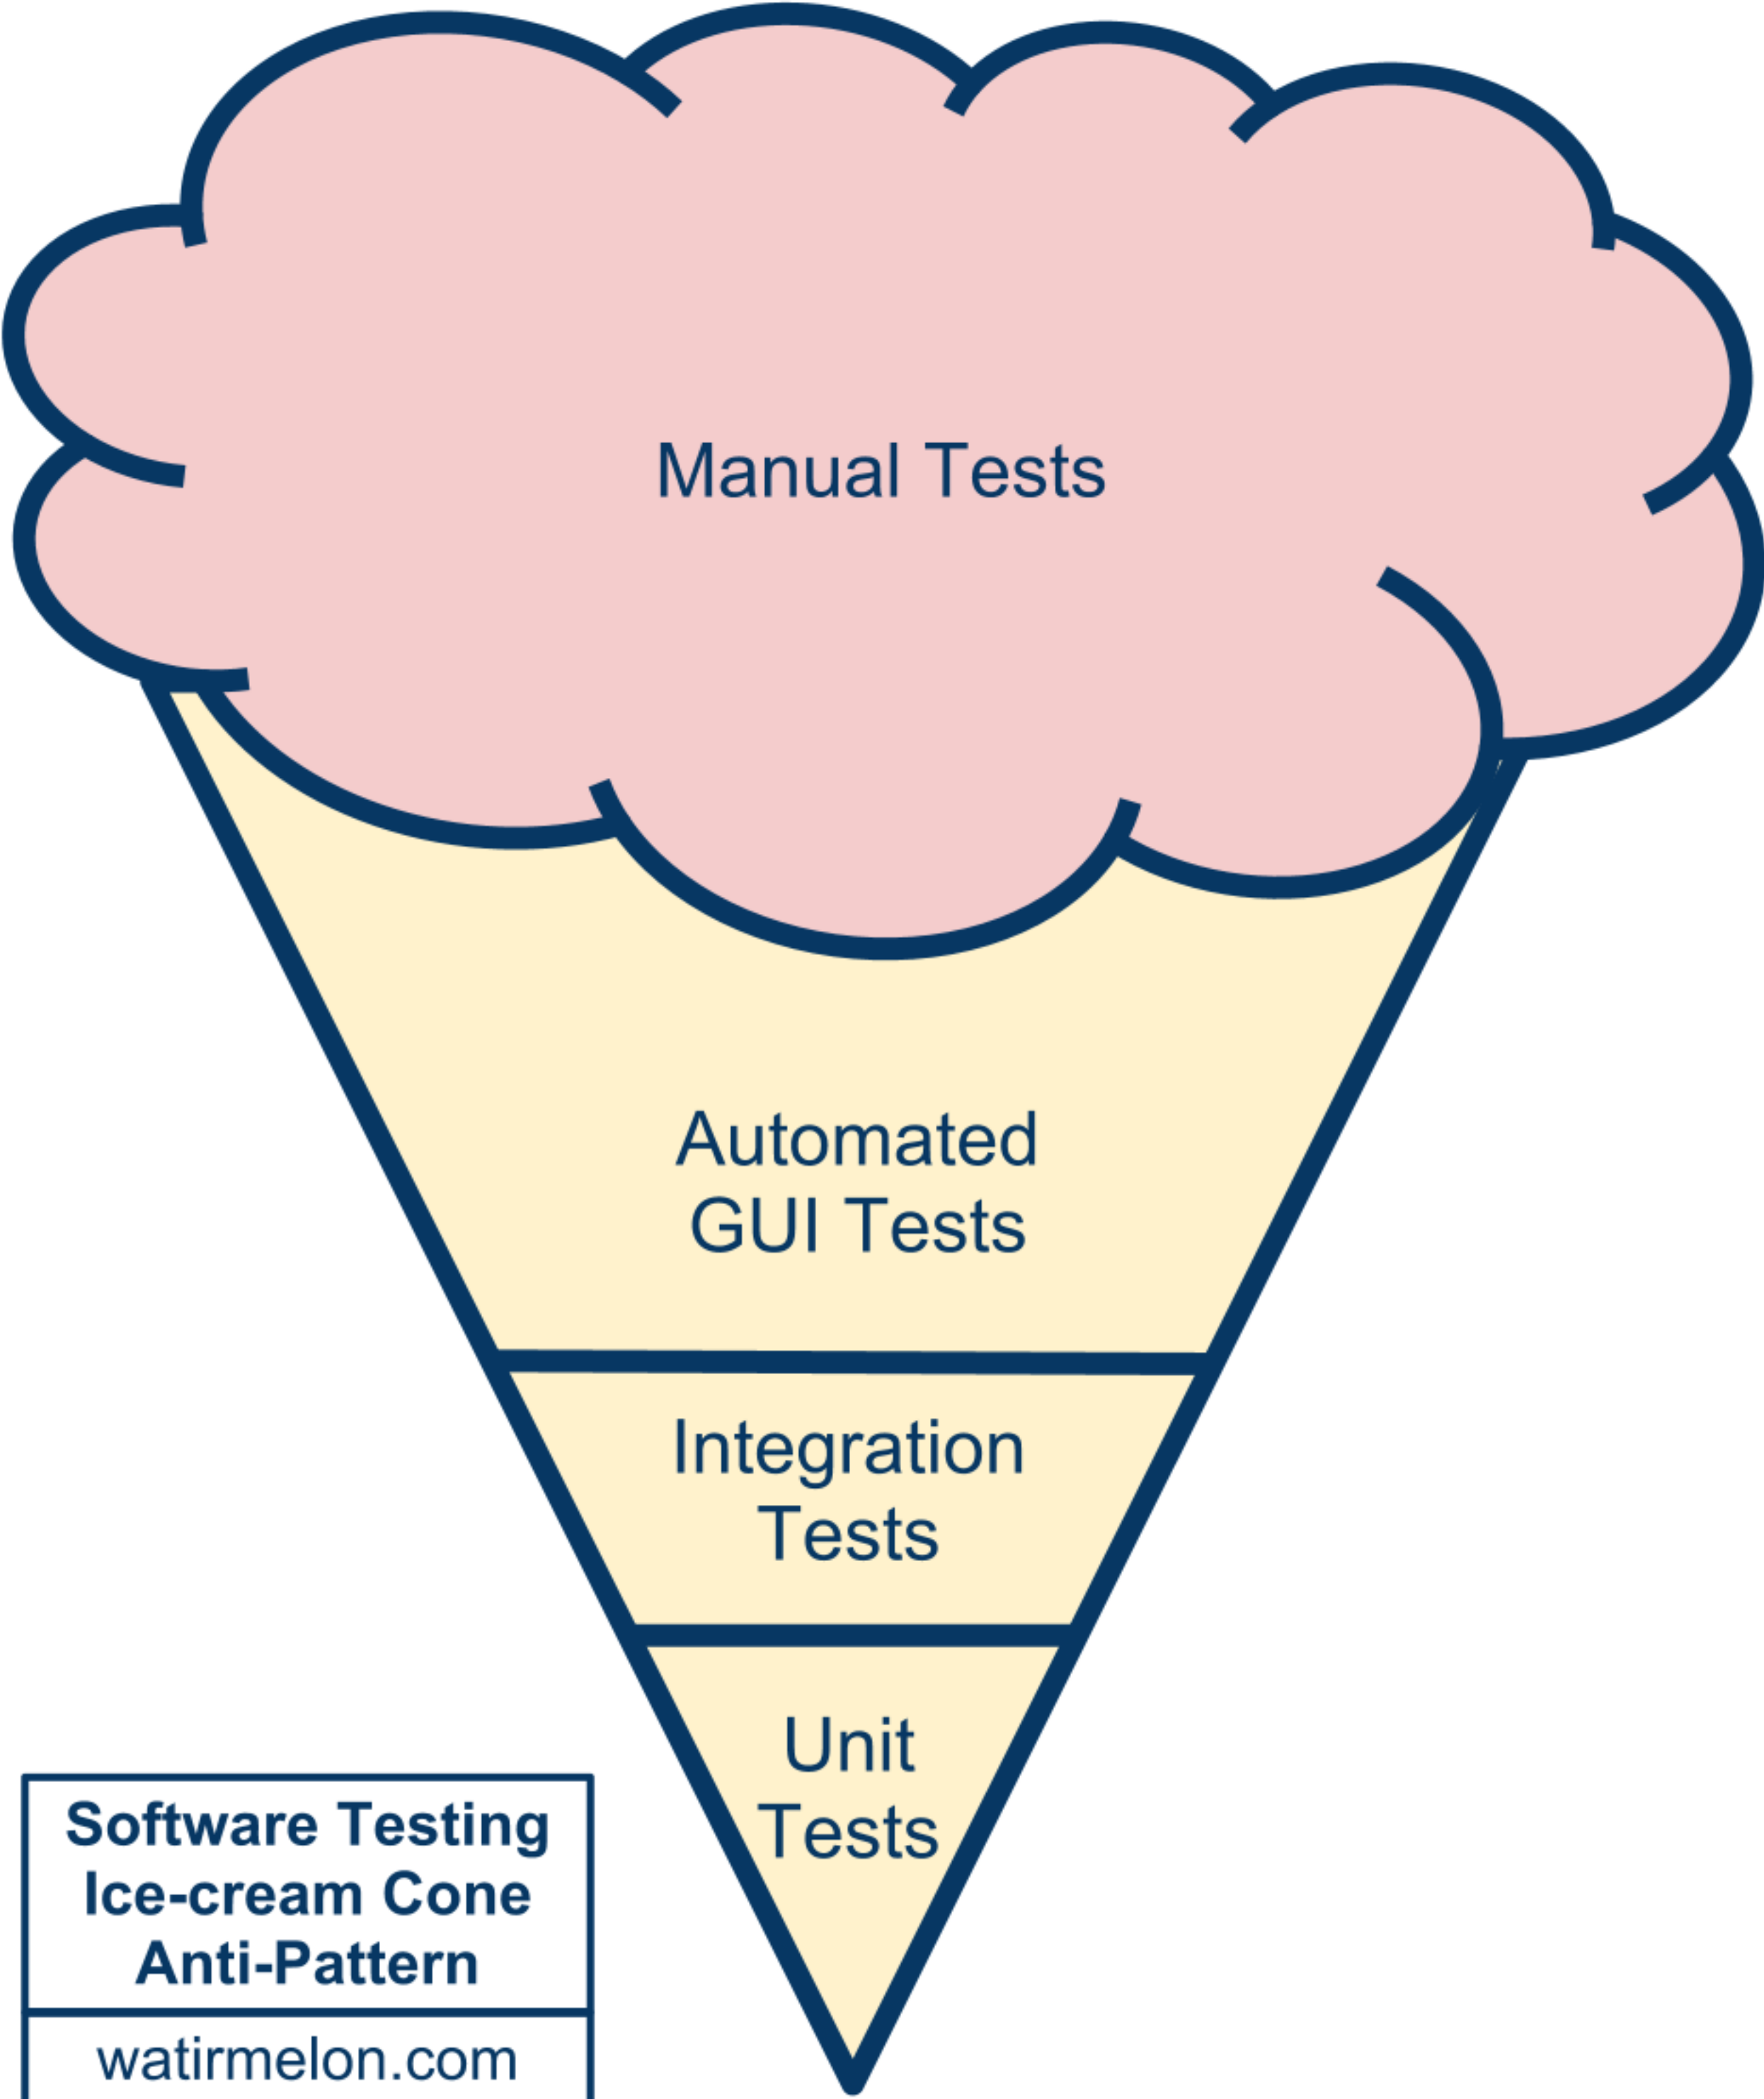 Manual Tests
Automated
GUI Tests
Integration
Tests
Unit
Tests
Software Testing
Ice-cream Cone
Anti-Pattern
watirmelon.com